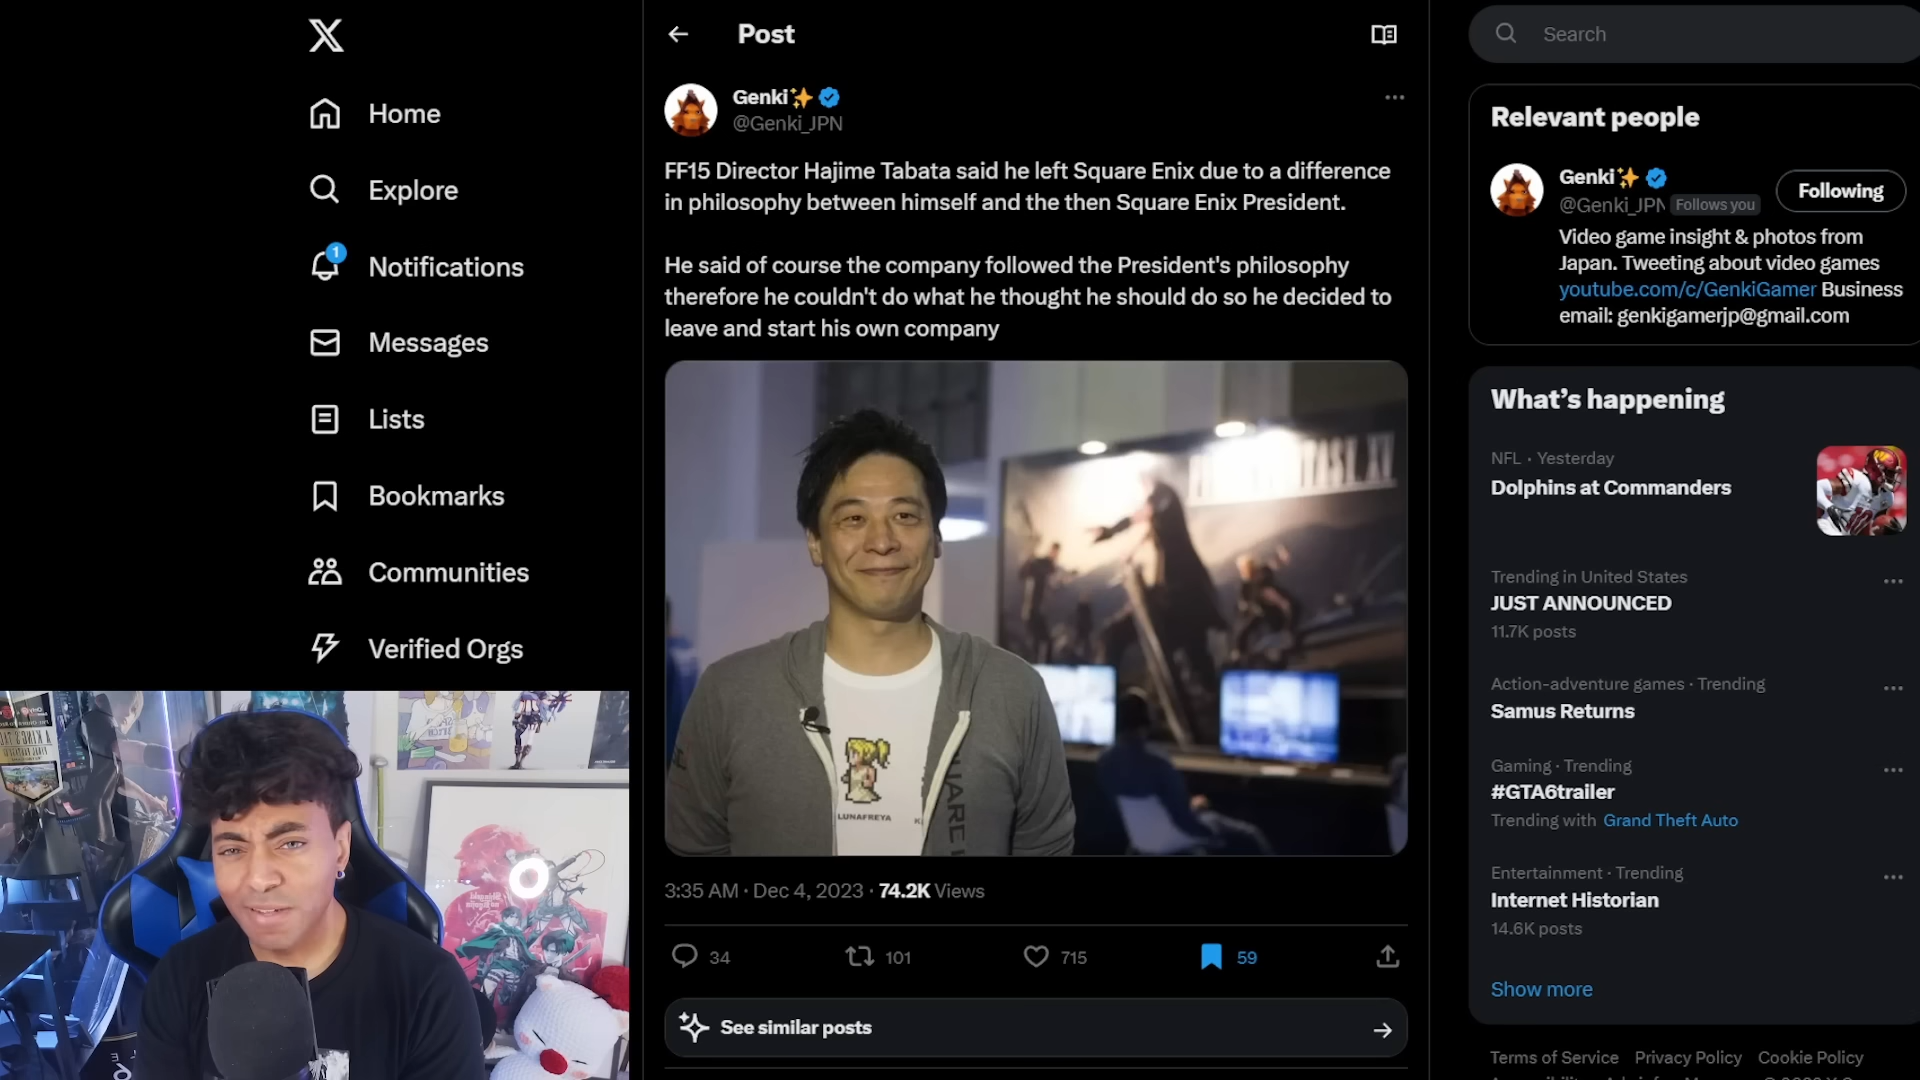 Home
Explore
1
Notifications
Messages
Lists
Bookmarks
Communities
Verified Orgs
Post
Genki✨
@Genki_JPN
FF15 Director Hajime Tabata said he left Square Enix due to a difference
in philosophy between himself and the then Square Enix President.
He said of course the company followed the President's philosophy
therefore he couldn't do what he thought he should do so he decided to
leave and start his own company
LUNAFREYA
3:35 AM · Dec 4, 2023 · 74.2K Views
34
101
715
59
See similar posts
Search
Relevant people
Genki✨
Following
@Genki_JPN
Follows you
Video game insight & photos from
Japan. Tweeting about video games
youtube.com/c/GenkiGamer Business
email: genkigamerjp@gmail.com
What's happening
NFL · Yesterday
Dolphins at Commanders
Trending in United States
JUST ANNOUNCED
11.7K posts
Action-adventure games · Trending
Samus Returns
Gaming · Trending
#GTA6trailer
Trending with Grand Theft Auto
Entertainment · Trending
Internet Historian
14.6K posts
Show more
Terms of Service Privacy Policy Cookie Policy